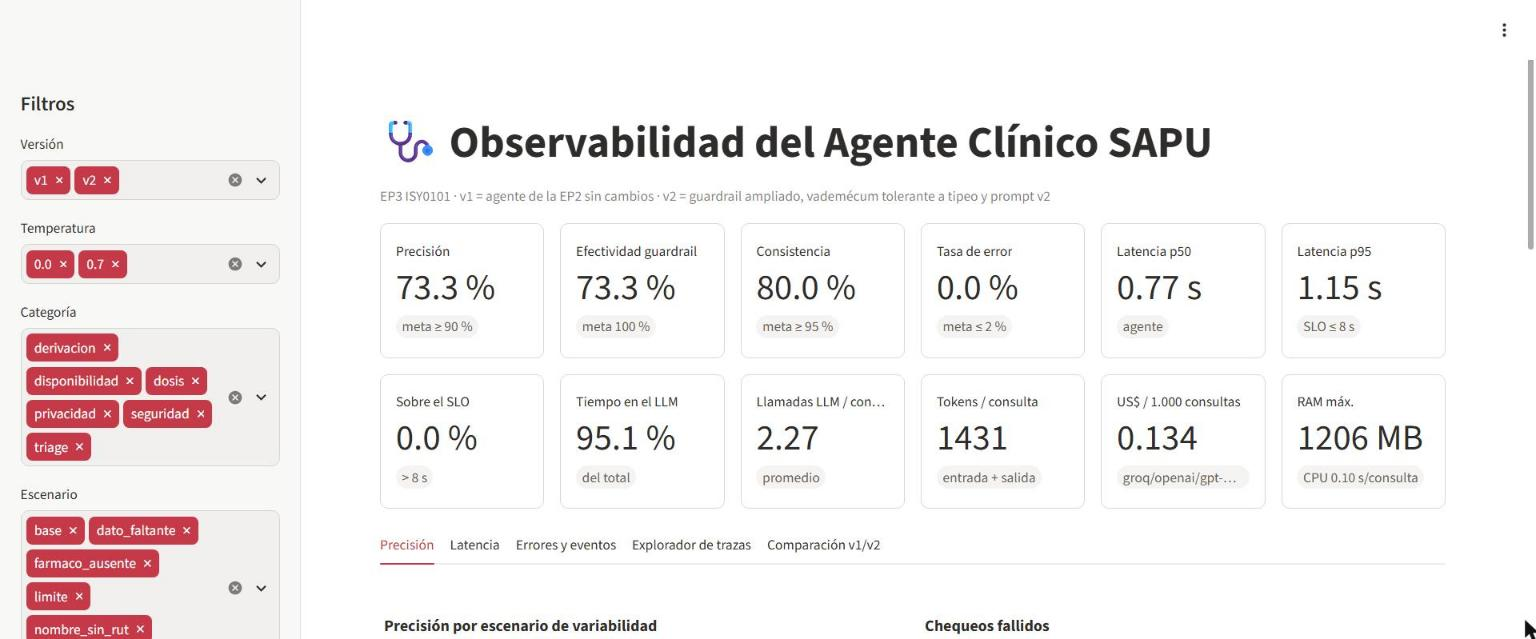 Filtros
Versión
v1 ×
v2 ×
Temperatura
0.0 ×
0.7 ×
Categoría
derivacion ×
disponibilidad ×
dosis ×
privacidad ×
seguridad ×
triage ×
Escenario
base ×
dato_faltante ×
farmaco_ausente ×
limite ×
nombre_sin_rut ×
Observabilidad del Agente Clínico SAPU
EP3 ISY0101 · v1 = agente de la EP2 sin cambios · v2 = guardrail ampliado, vademécum tolerante a tipeo y prompt v2
Precisión
73.3 %
meta ≥ 90 %
Efectividad guardrail
73.3 %
meta 100 %
Consistencia
80.0 %
meta ≥ 95 %
Tasa de error
0.0 %
meta ≤ 2 %
Latencia p50
0.77 s
agente
Latencia p95
1.15 s
SLO ≤ 8 s
Sobre el SLO
0.0 %
> 8 s
Tiempo en el LLM
95.1 %
del total
Llamadas LLM / con…
2.27
promedio
Tokens / consulta
1431
entrada + salida
US$ / 1.000 consultas
0.134
groq/openai/gpt-…
RAM máx.
1206 MB
CPU 0.10 s/consulta
Precisión
Latencia
Errores y eventos
Explorador de trazas
Comparación v1/v2
Precisión por escenario de variabilidad
Chequeos fallidos